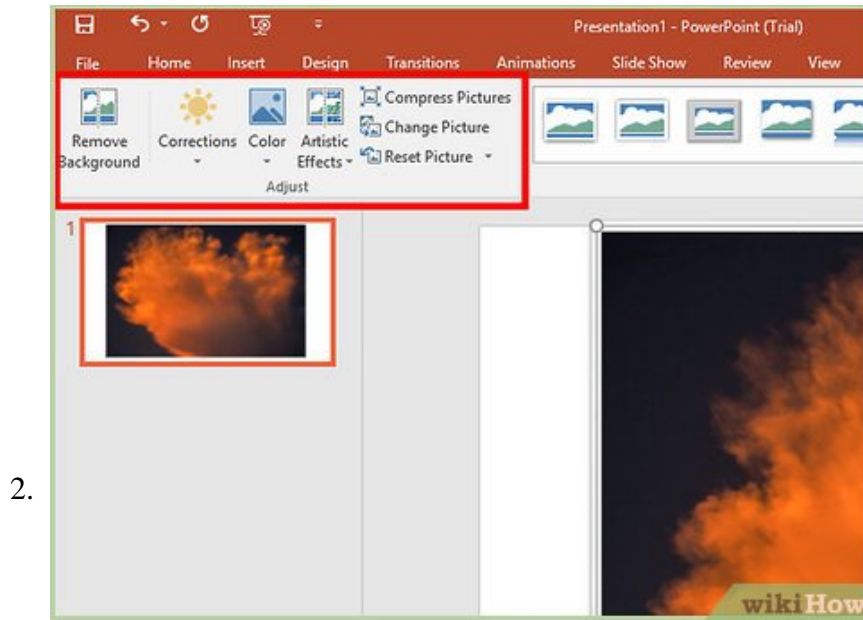 Presentation1 - PowerPoint (Trial)
File Home Insert Design Transitions Animations Slide Show Review View
Remove Background
Corrections
Color
Artistic Effects
Compress Pictures
Change Picture
Reset Picture
Adjust
1
2.
wikiHow